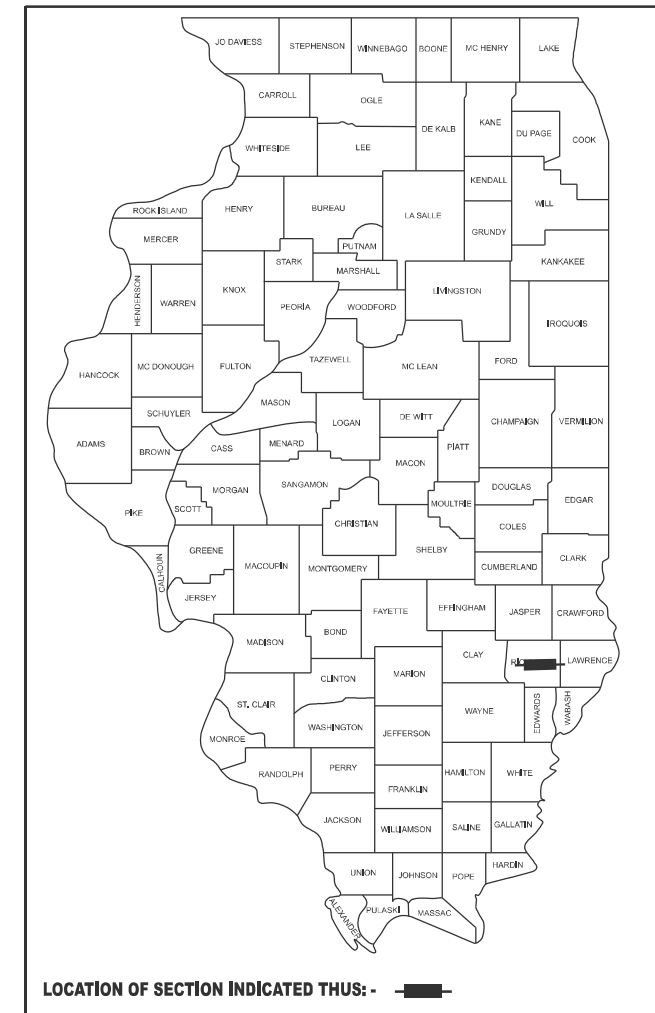 JO DAVIESS STEPHENSON WINNEBAGO BOONE MC HENRY LAKE
CARROLL OGLE
DE KALB KANE DU PAGE COOK
WHITESIDE LEE
KENDALL WILL
ROCK ISLAND HENRY BUREAU LA SALLE
MERCER PUTNAM GRUNDY
STARK MARSHALL KANKAKEE
HENDERSON WARREN KNOX PEORIA WOODFORD LIVINGSTON
IROQUOIS
HANCOCK MC DONOUGH FULTON TAZEWELL MC LEAN FORD
SCHUYLER MASON LOGAN DE WITT CHAMPAIGN VERMILION
ADAMS BROWN CASS MENARD PIATT
MACON
MORGAN SANGAMON DOUGLAS
PIKE SCOTT CHRISTIAN MOULTRIE COLES EDGAR
GREENE SHELBY
CALHOUN MACOUPIN MONTGOMERY CUMBERLAND CLARK
JERSEY FAYETTE EFFINGHAM JASPER CRAWFORD
MADISON BOND
CLAY RIC LAWRENCE
CLINTON MARION
ST. CLAIR WAYNE EDWARDS WABASH
WASHINGTON JEFFERSON
MONROE
RANDOLPH PERRY HAMILTON WHITE
FRANKLIN
JACKSON WILLIAMSON SALINE GALLATIN
HARDIN
UNION JOHNSON POPE
ALEXANDER PULASKI MASSAC
LOCATION OF SECTION INDICATED THUS: -